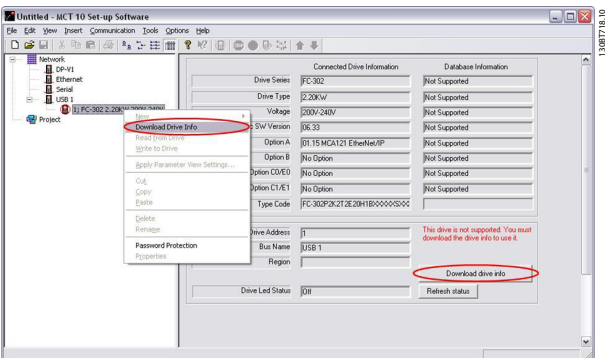 Untitled - MCT 10 Set-up Software
File Edit View Insert Communication Tools Options Help
130BT718.10
Network
DP-V1
Ethernet
Serial
USB 1
1; FC-302 2.20KW 200V-240V
Project
New
Download Drive Info
Read from Drive
Write to Drive
Apply Parameter View Settings...
Cut
Copy
Paste
Delete
Rename
Password Protection
Properties
Connected Drive Information Database Information
Drive Series FC-302 Not Supported
Drive Type 2.20KW Not Supported
Voltage 200V-240V Not Supported
s SW Version 06.33 Not Supported
Option A 01.15 MCA121 EtherNet/IP Not Supported
Option B No Option Not Supported
Option C0/E0 No Option Not Supported
Option C1/E1 No Option Not Supported
Type Code
Drive Address 1
This drive is not supported. You must download the drive info to use it.
Bus Name USB 1
Region
Download drive info
Drive Led Status Off Refresh status